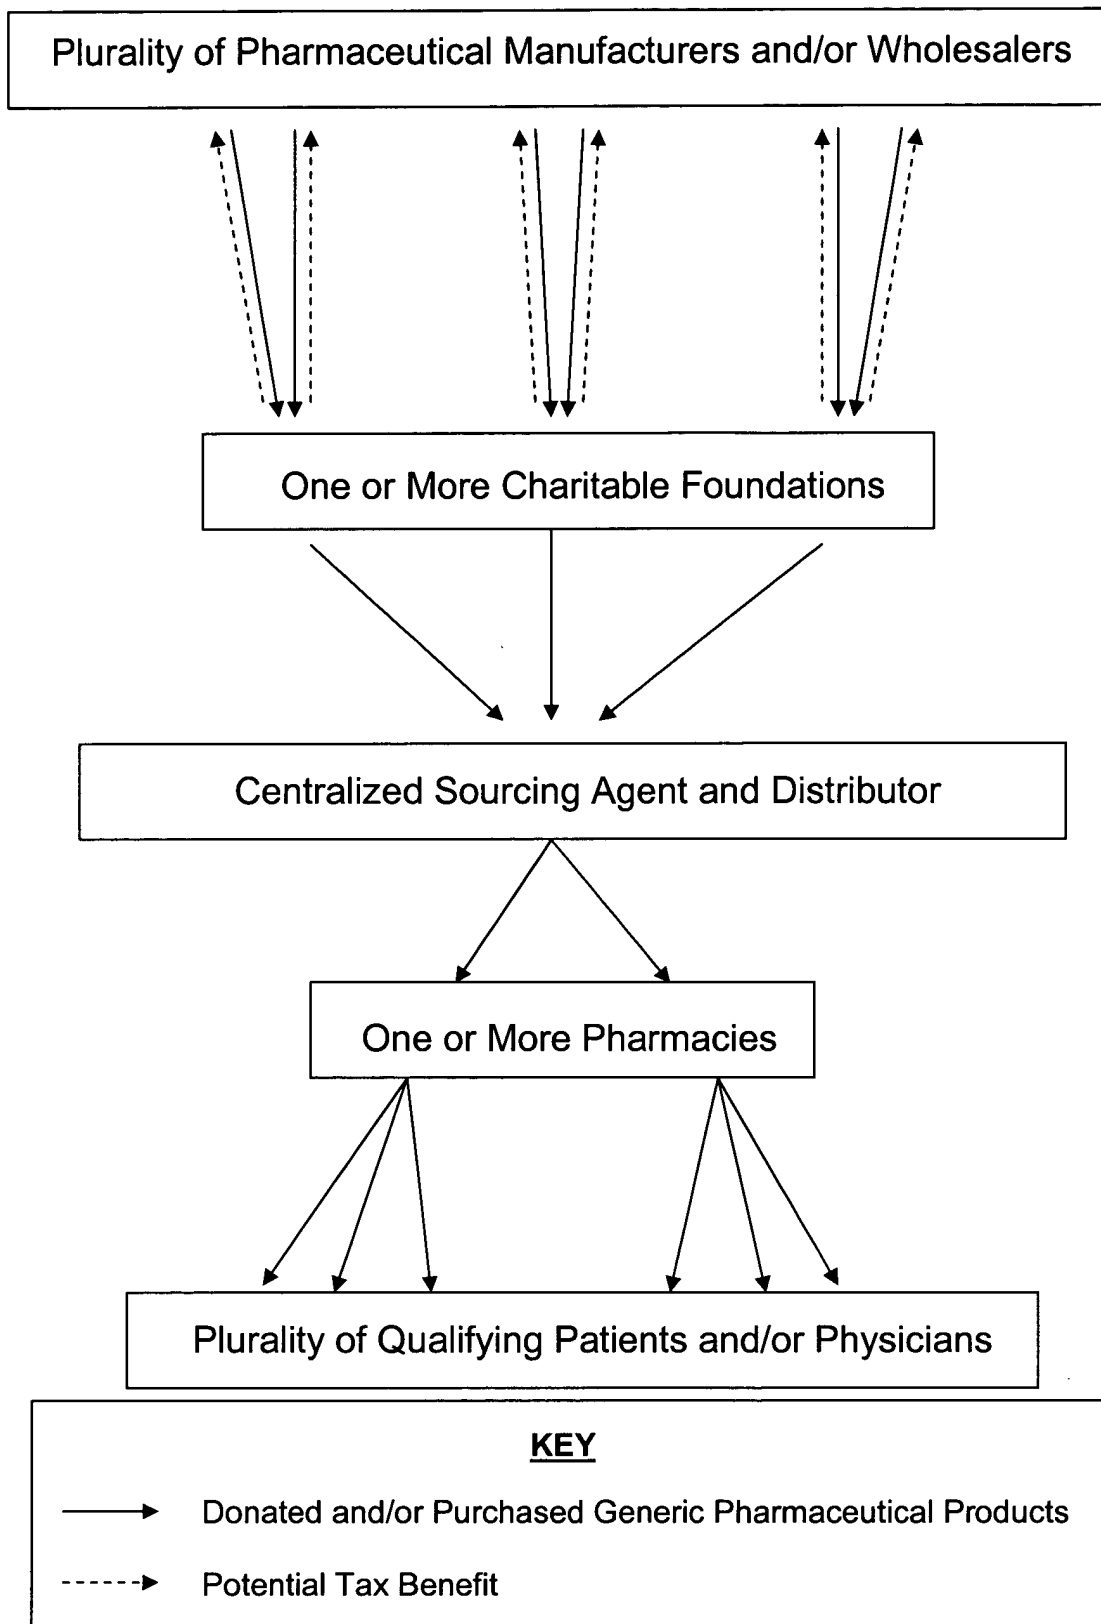 Plurality of Pharmaceutical Manufacturers and/or Wholesalers
One or More Charitable Foundations
Centralized Sourcing Agent and Distributor
One or More Pharmacies
Plurality of Qualifying Patients and/or Physicians
KEY
Donated and/or Purchased Generic Pharmaceutical Products
Potential Tax Benefit